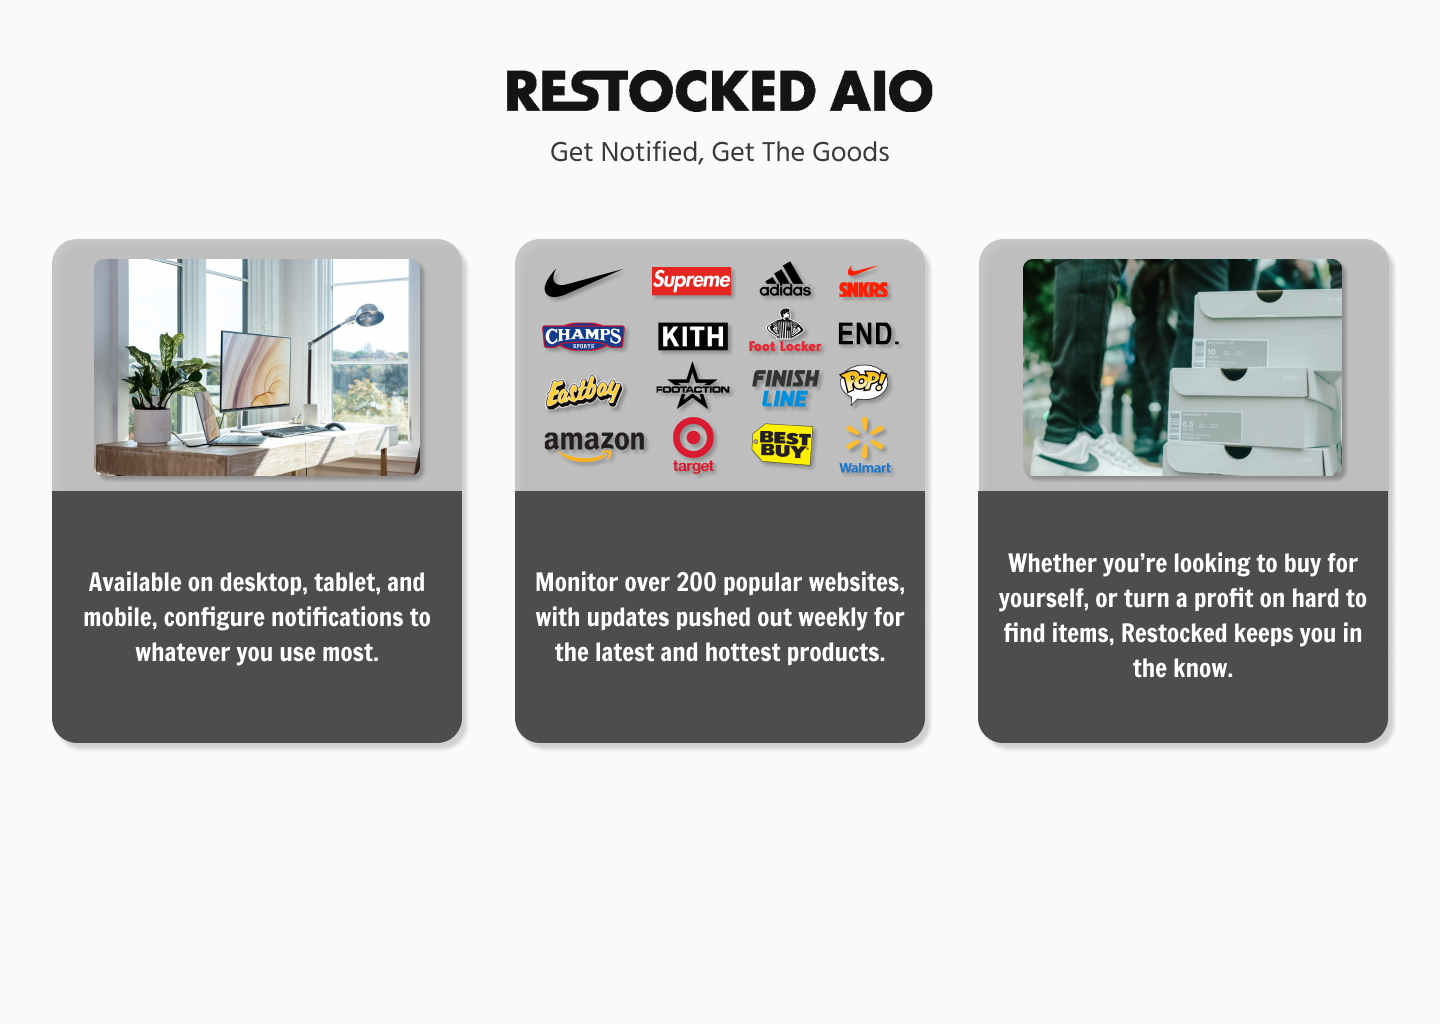 RESTOCKED AIO
Get Notified, Get The Goods
Supreme
adidas
SNKRS
CHAMPS
SPORTS
KITH
Foot Locker
END.
Eastbay
FOOTACTION
FINISH
LINE
POP!
amazon
target
BEST
BUY
Walmart
10
6.5
Available on desktop, tablet, and
mobile, configure notifications to
whatever you use most.
Monitor over 200 popular websites,
with updates pushed out weekly for
the latest and hottest products.
Whether you’re looking to buy for
yourself, or turn a profit on hard to
find items, Restocked keeps you in
the know.